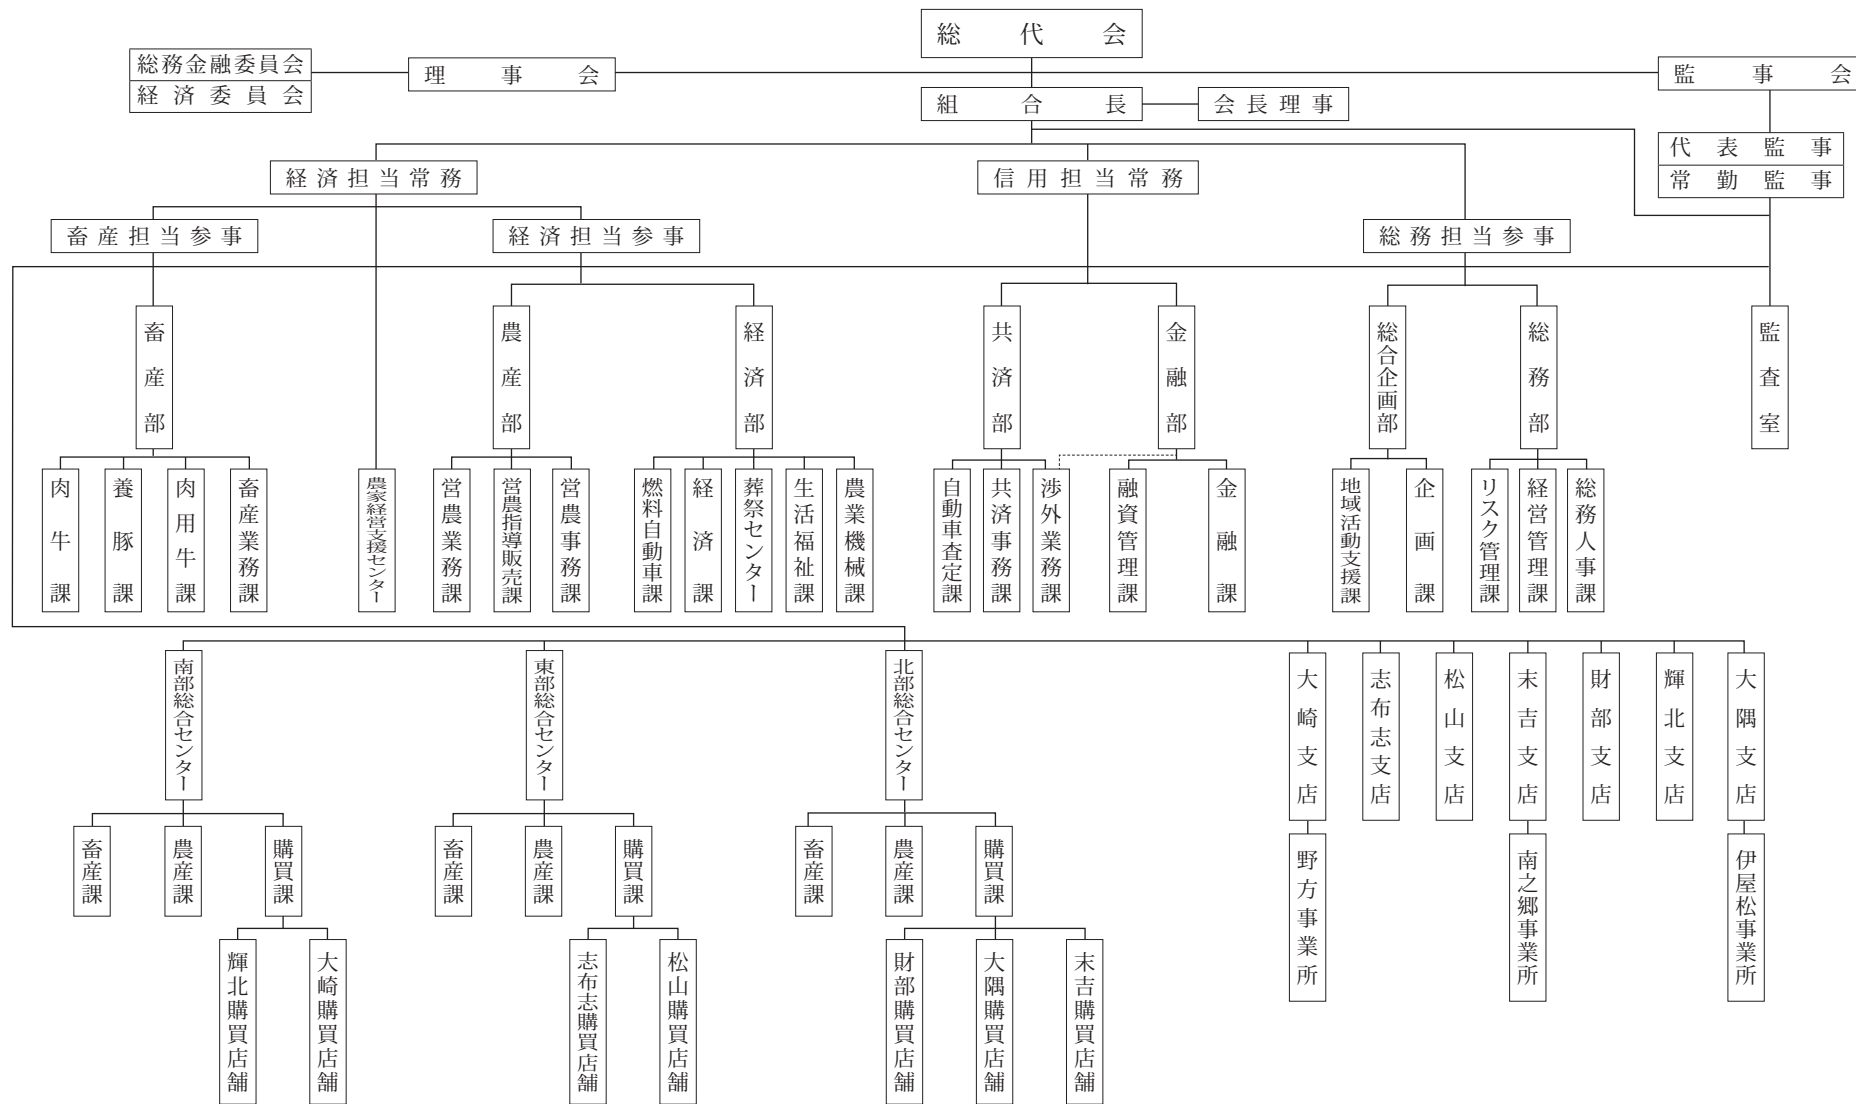 総代会
総務金融委員会
経済委員会
理事会
監事会
組合長
会長理事
代表監事
常勤監事
経済担当常務
信用担当常務
畜産担当参事
経済担当参事
総務担当参事
畜産部
農産部
経済部
共済部
金融部
総合企画部
総務部
監査室
肉牛課
養豚課
肉用牛課
畜産業務課
農家経営支援センター
営農業務課
営農指導販売課
営農事務課
燃料自動車課
経済課
葬祭センター
生活福祉課
農業機械課
自動車査定課
共済事務課
渉外業務課
融資管理課
金融課
地域活動支援課
企画課
リスク管理課
経営管理課
総務人事課
南部総合センター
東部総合センター
北部総合センター
大崎支店
志布志支店
松山支店
末吉支店
財部支店
輝北支店
大隅支店
畜産課
農産課
購買課
畜産課
農産課
購買課
畜産課
農産課
購買課
野方事業所
南之郷事業所
伊屋松事業所
輝北購買店舗
大崎購買店舗
志布志購買店舗
松山購買店舗
財部購買店舗
大隅購買店舗
末吉購買店舗